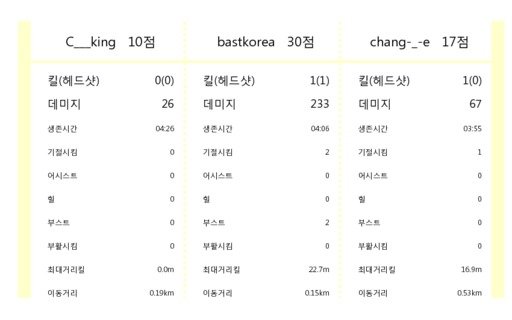 C___king 10점 bastkorea 30점 chang-_-e 17점
킬(헤드샷) 0(0) 킬(헤드샷) 1(1) 킬(헤드샷) 1(0)
데미지 26 데미지 233 데미지 67
생존시간 04:26 생존시간 04:06 생존시간 03:55
기절시킴 0 기절시킴 2 기절시킴 1
어시스트 0 어시스트 0 어시스트 0
힐 0 힐 0 힐 0
부스트 0 부스트 2 부스트 0
부활시킴 0 부활시킴 0 부활시킴 0
최대거리킬 0.0m 최대거리킬 22.7m 최대거리킬 16.9m
이동거리 0.19km 이동거리 0.15km 이동거리 0.53km